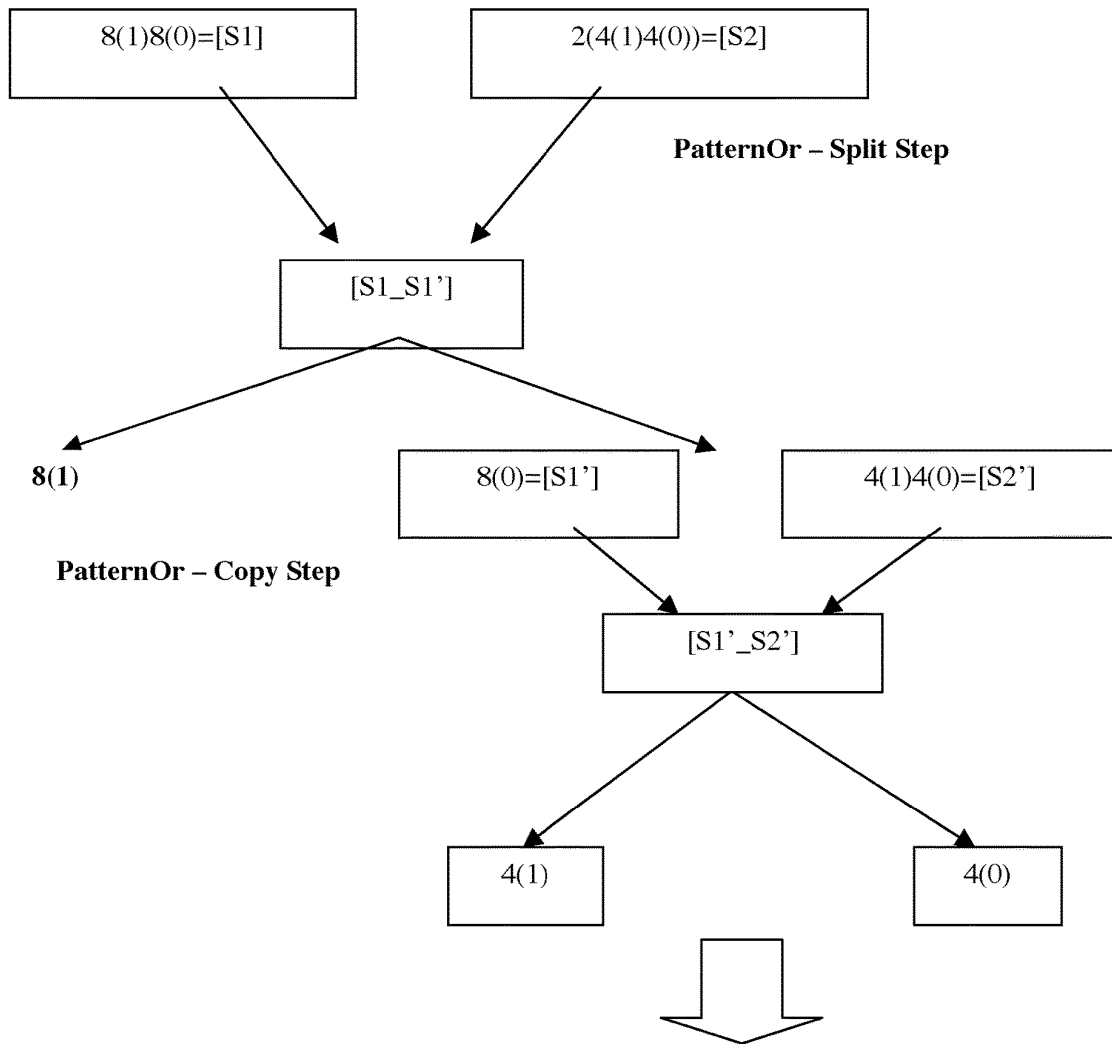 8(1)8(0)=[S1]
2(4(1)4(0))=[S2]
PatternOr – Split Step
[S1_S1’]
8(1)
8(0)=[S1’]
4(1)4(0)=[S2’]
PatternOr – Copy Step
[S1’_S2’]
4(1)
4(0)